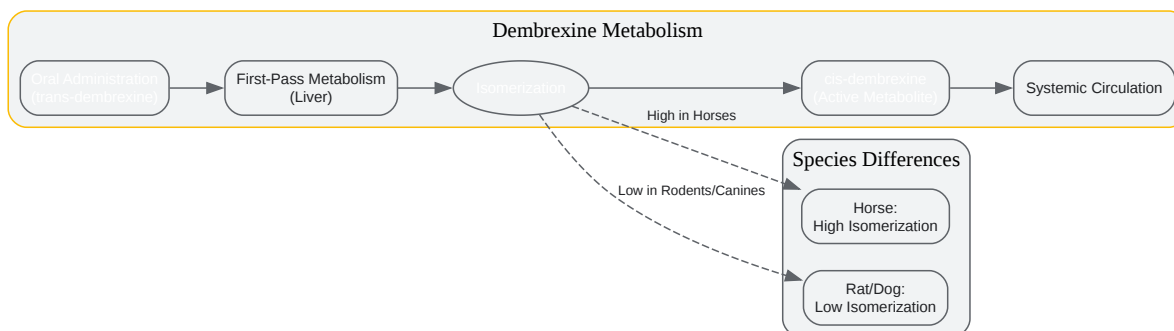 Dembrexine Metabolism
Oral Administration
(trans-dembrexine)
First-Pass Metabolism
(Liver)
Isomerization
cis-dembrexine
(Active Metabolite)
Systemic Circulation
High in Horses
Low in Rodents/Canines
Species Differences
Horse:
High Isomerization
Rat/Dog:
Low Isomerization